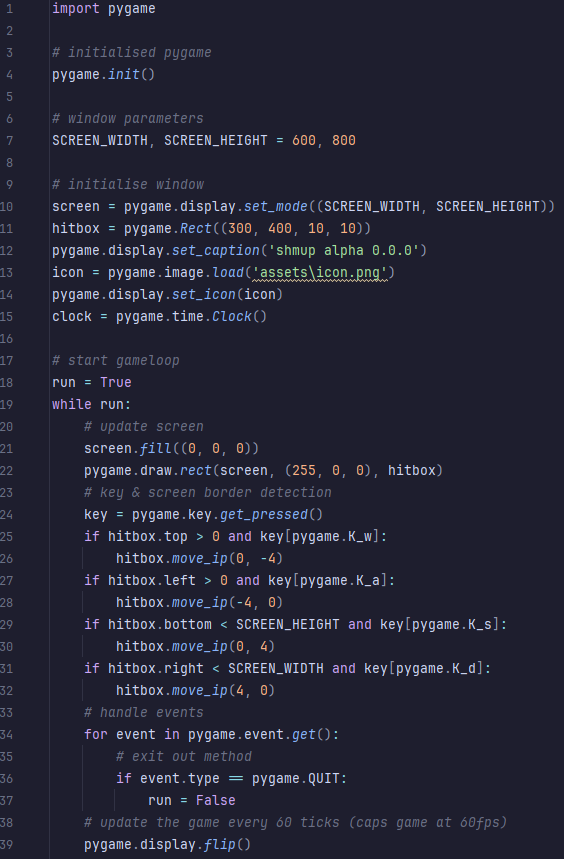 1 import pygame
2
3 # initialised pygame
4 pygame.init()
5
6 # window parameters
7 SCREEN_WIDTH, SCREEN_HEIGHT = 600, 800
8
9 # initialise window
10 screen = pygame.display.set_mode((SCREEN_WIDTH, SCREEN_HEIGHT))
11 hitbox = pygame.Rect((300, 400, 10, 10))
12 pygame.display.set_caption('shmup alpha 0.0.0')
13 icon = pygame.image.load('assets\icon.png')
14 pygame.display.set_icon(icon)
15 clock = pygame.time.Clock()
16
17 # start gameloop
18 run = True
19 while run:
20     # update screen
21     screen.fill((0, 0, 0))
22     pygame.draw.rect(screen, (255, 0, 0), hitbox)
23     # key & screen border detection
24     key = pygame.key.get_pressed()
25     if hitbox.top > 0 and key[pygame.K_w]:
26         hitbox.move_ip(0, -4)
27     if hitbox.left > 0 and key[pygame.K_a]:
28         hitbox.move_ip(-4, 0)
29     if hitbox.bottom < SCREEN_HEIGHT and key[pygame.K_s]:
30         hitbox.move_ip(0, 4)
31     if hitbox.right < SCREEN_WIDTH and key[pygame.K_d]:
32         hitbox.move_ip(4, 0)
33     # handle events
34     for event in pygame.event.get():
35         # exit out method
36         if event.type == pygame.QUIT:
37             run = False
38     # update the game every 60 ticks (caps game at 60fps)
39     pygame.display.flip()